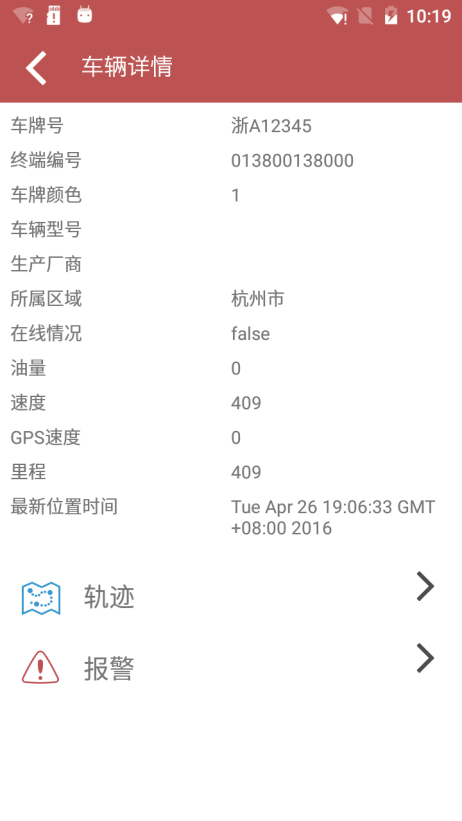 10:19
车辆详情
车牌号 浙A12345
终端编号 013800138000
车牌颜色 1
车辆型号
生产厂商
所属区域 杭州市
在线情况 false
油量 0
速度 409
GPS速度 0
里程 409
最新位置时间 Tue Apr 26 19:06:33 GMT
+08:00 2016
轨迹
报警